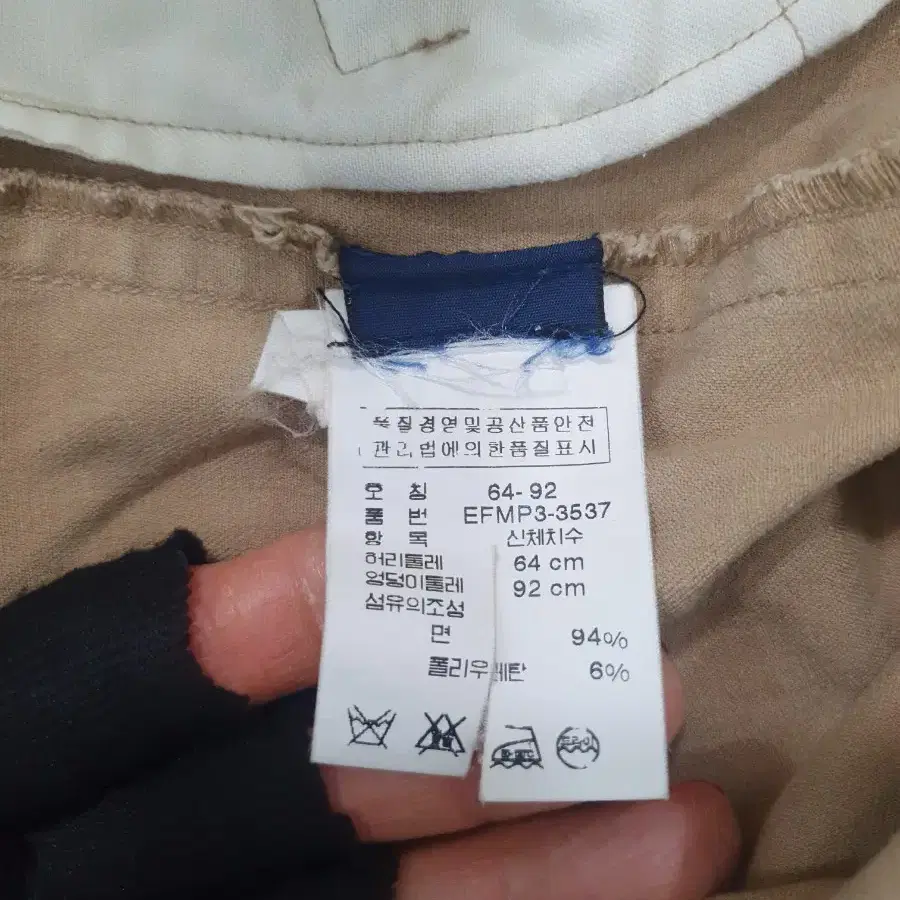 품질경영및공산품안전
관리법에의한품질표시
호 칭 64-92
품 번 EFMP3-3537
항 목 신체치수
허리둘레 64 cm
엉덩이둘레 92 cm
섬유의조성
면 94%
폴리우레탄 6%
드라이